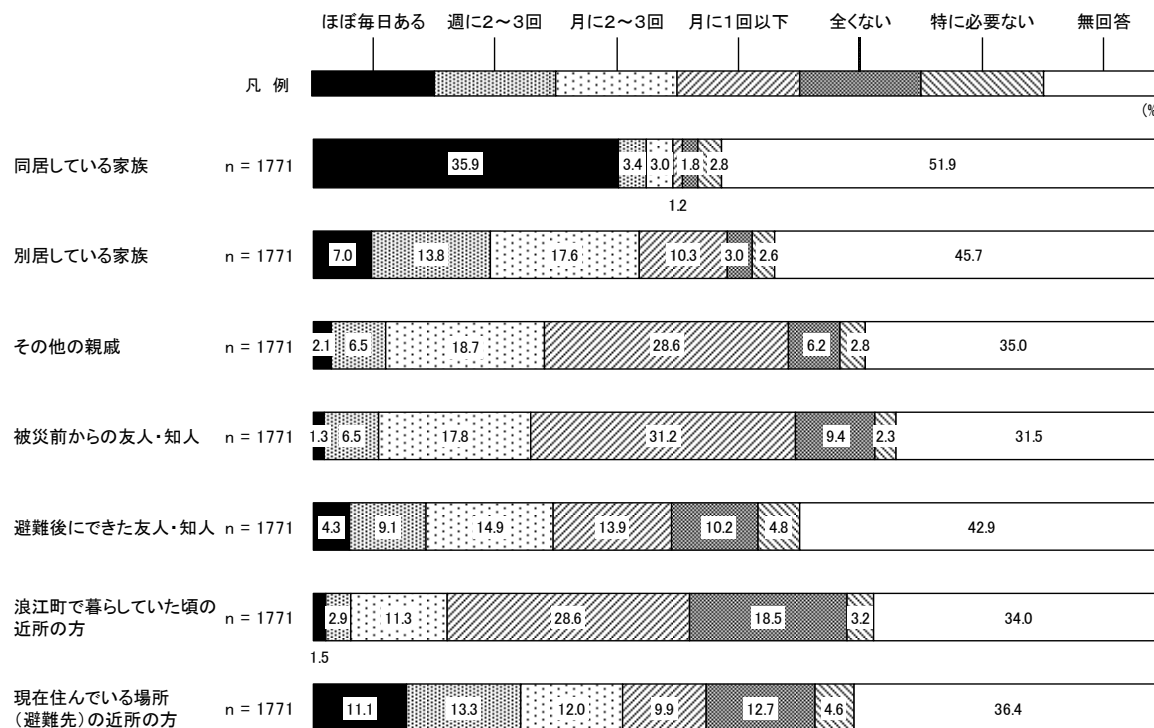 ほぼ毎日ある 週に２～３回 月に２～３回 月に１回以下 全くない 特に必要ない 無回答
凡 例
(%
同居している家族 n = 1771 35.9 3.4 3.0 1.8 2.8 51.9
1.2
別居している家族 n = 1771 7.0 13.8 17.6 10.3 3.0 2.6 45.7
その他の親戚 n = 1771 2.1 6.5 18.7 28.6 6.2 2.8 35.0
被災前からの友人・知人 n = 1771 1.3 6.5 17.8 31.2 9.4 2.3 31.5
避難後にできた友人・知人 n = 1771 4.3 9.1 14.9 13.9 10.2 4.8 42.9
浪江町で暮らしていた頃の
近所の方 n = 1771 2.9 11.3 28.6 18.5 3.2 34.0
1.5
現在住んでいる場所
（避難先）の近所の方 n = 1771 11.1 13.3 12.0 9.9 12.7 4.6 36.4